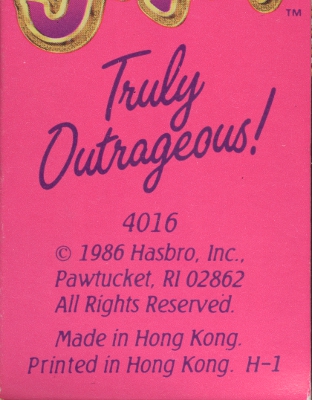 ™
Truly
Outrageous!
4016
© 1986 Hasbro, Inc.,
Pawtucket, RI 02862
All Rights Reserved.
Made in Hong Kong.
Printed in Hong Kong. H-1